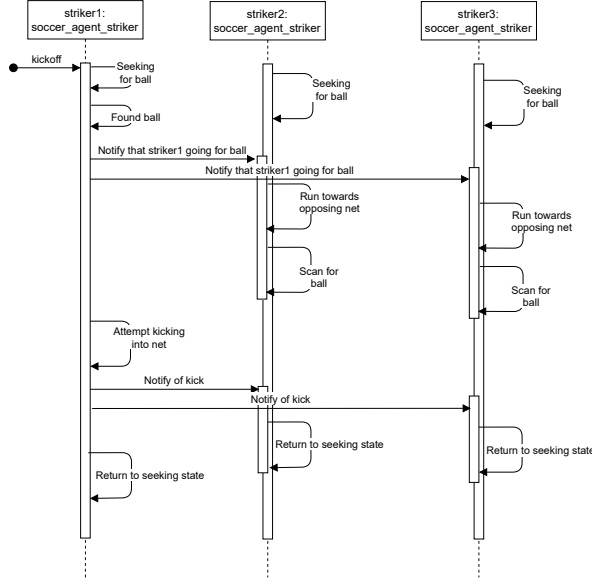 striker1:
soccer_agent_striker
striker2:
soccer_agent_striker
striker3:
soccer_agent_striker
kickoff
Seeking
for ball
Seeking
for ball
Seeking
for ball
Found ball
Notify that striker1 going for ball
Notify that striker1 going for ball
Run towards
opposing net
Run towards
opposing net
Scan for
ball
Scan for
ball
Attempt kicking
into net
Notify of kick
Notify of kick
Return to seeking state
Return to seeking state
Return to seeking state